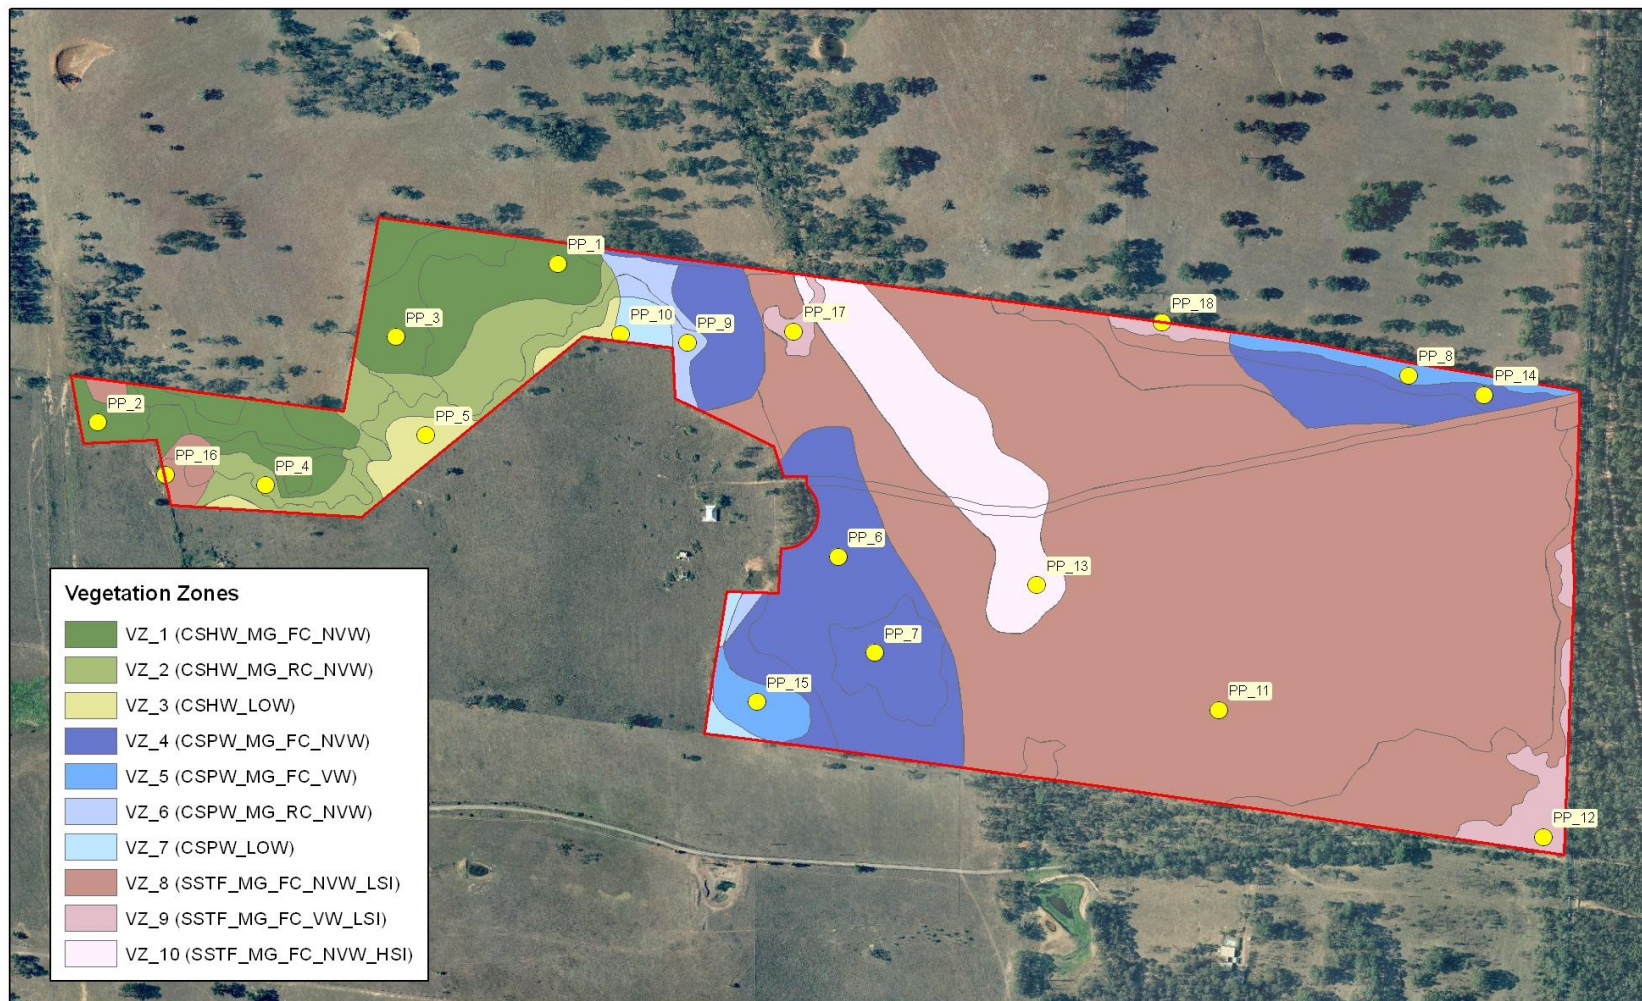 PP_1
PP_18
PP_3
PP_10
PP_9
PP_17
PP_8
PP_14
PP_2
PP_5
PP_16
PP_4
PP_6
PP_13
PP_7
PP_15
PP_11
PP_12
Vegetation Zones
VZ_1 (CSHW_MG_FC_NVW)
VZ_2 (CSHW_MG_RC_NVW)
VZ_3 (CSHW_LOW)
VZ_4 (CSPW_MG_FC_NVW)
VZ_5 (CSPW_MG_FC_VW)
VZ_6 (CSPW_MG_RC_NVW)
VZ_7 (CSPW_LOW)
VZ_8 (SSTF_MG_FC_NVW_LSI)
VZ_9 (SSTF_MG_FC_VW_LSI)
VZ_10 (SSTF_MG_FC_NVW_HSI)